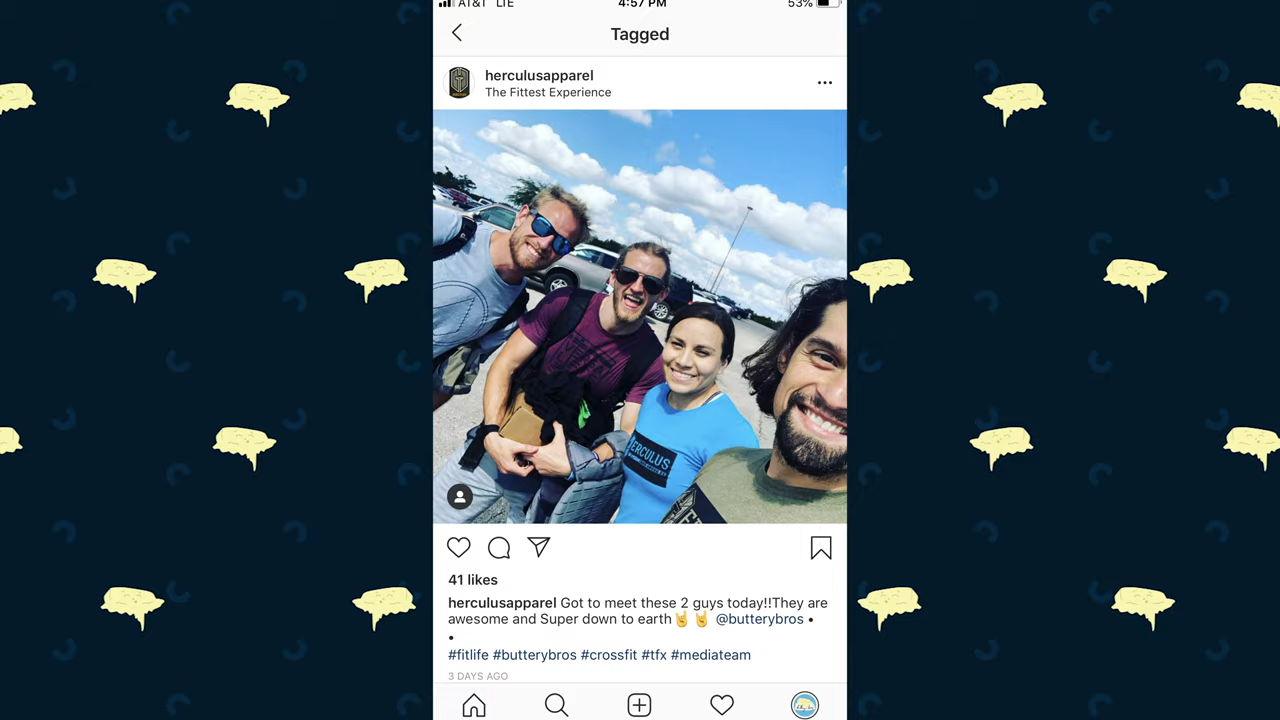 AT&T LTE 4:57 PM 53%
Tagged
herculusapparel
The Fittest Experience
HERCULUS
41 likes
herculusapparel Got to meet these 2 guys today!!They are
awesome and Super down to earth🤘 🤘 @butterybros •
•
#fitlife #butterybros #crossfit #tfx #mediateam
3 DAYS AGO